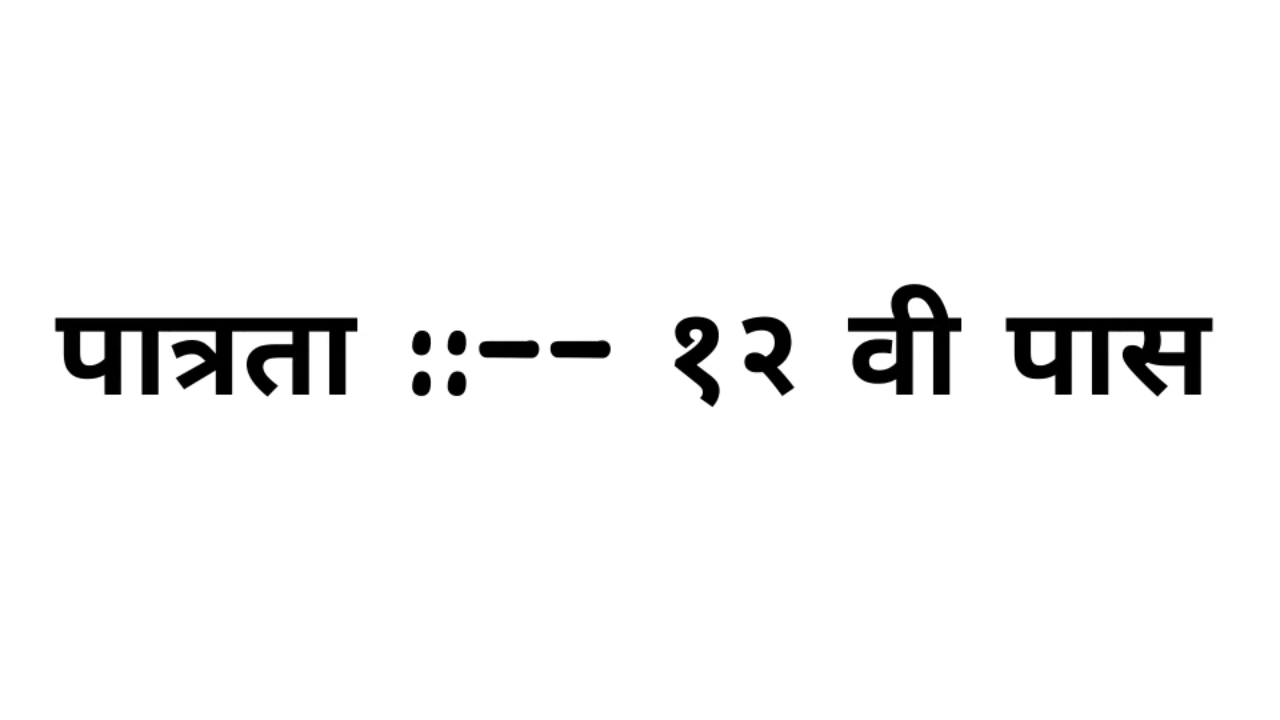 पात्रता ::-- १२ वी पास